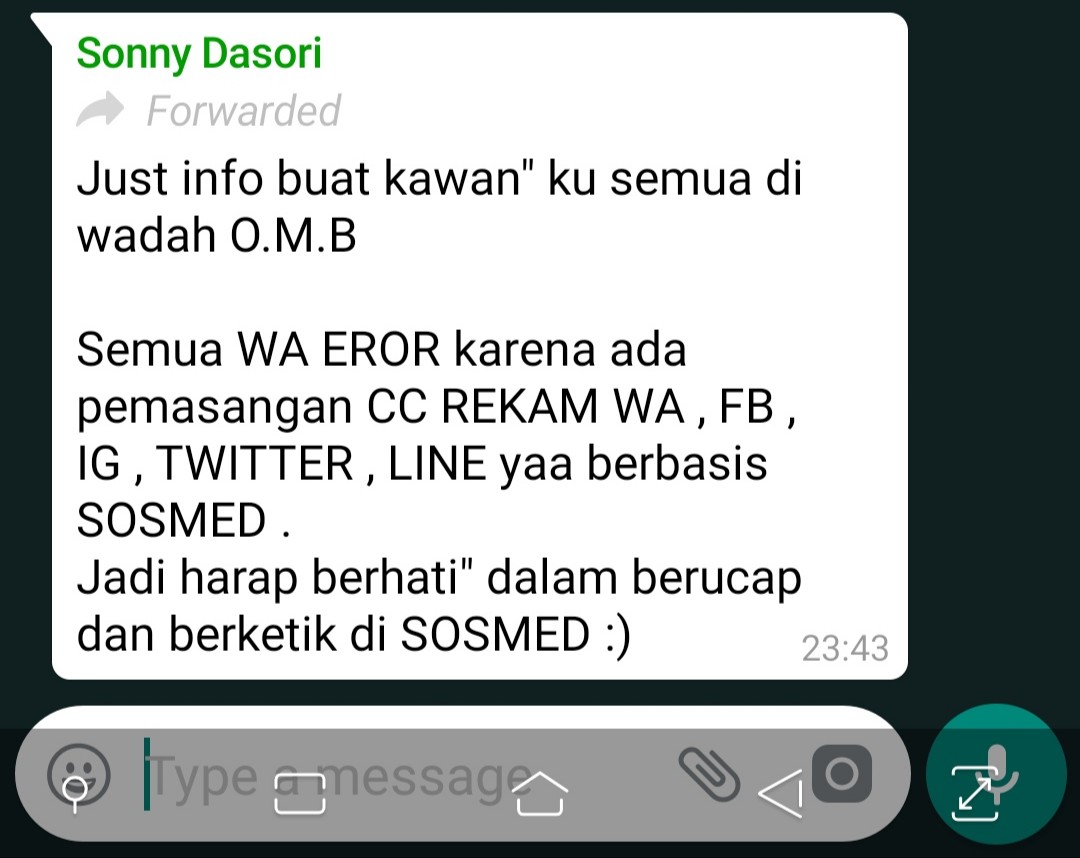 Sonny Dasori
Forwarded
Just info buat kawan" ku semua di
wadah O.M.B
Semua WA EROR karena ada
pemasangan CC REKAM WA , FB ,
IG , TWITTER , LINE yaa berbasis
SOSMED .
Jadi harap berhati" dalam berucap
dan berketik di SOSMED :)
23:43
Type a message